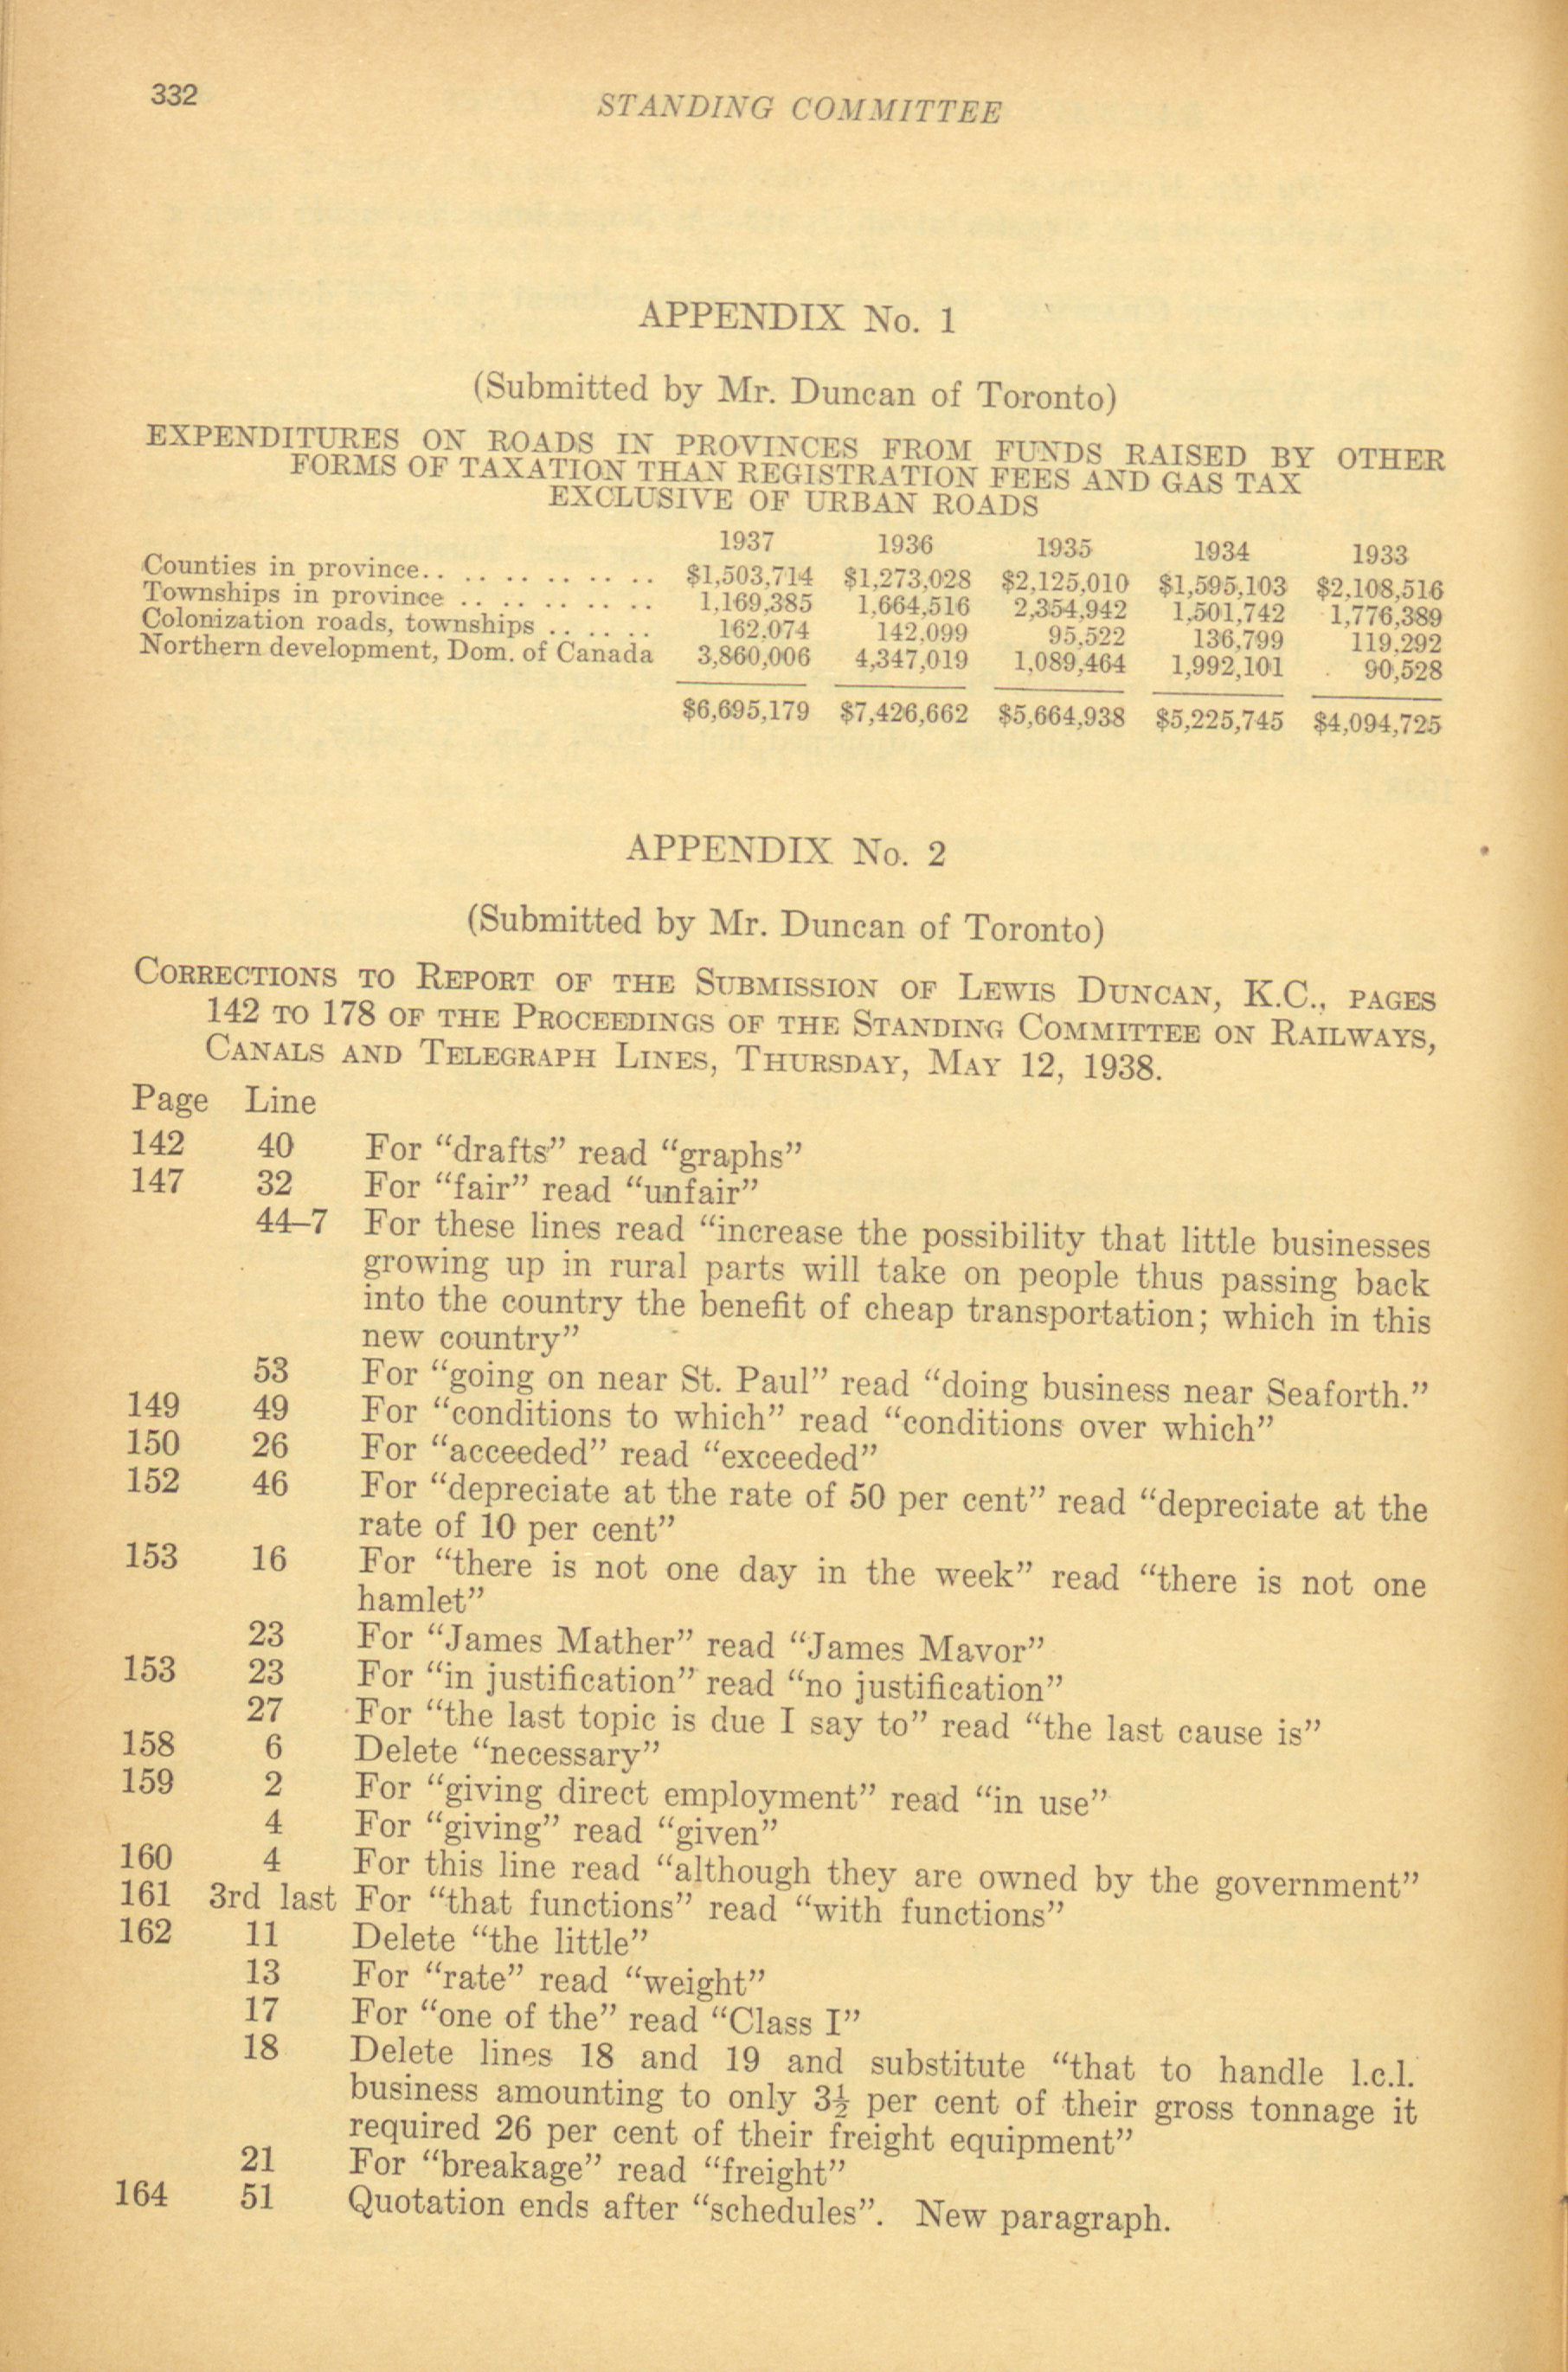 332
STANDING COMMITTEE
APPENDIX No. 1
(Submitted by Mr. Duncan of Toronto)
EXPENDITURES ON ROADS IN PROVINCES FROM FUNDS RAISED BY OTHER
FORMS OF TAXATION THAN REGISTRATION FEES AND GAS TAX
EXCLUSIVE OF URBAN ROADS
1937 1936 1935 1934 1933
Counties in province.. .. .. .. .. .. .. $1,503,714 $1,273,028 $2,125,010 $1,595,103 $2,108,516
Townships in province .. .. .. .. .. 1,169,385 1,664,516 2,354,942 1,501,742 1,776,389
Colonization roads, townships .. .. .. 162,074 142,099 95,522 136,799 119,292
Northern development, Dom. of Canada 3,860,006 4,347,019 1,089,464 1,992,101 90,528
$6,695,179 $7,426,662 $5,664,938 $5,225,745 $4,094,725
APPENDIX No. 2
(Submitted by Mr. Duncan of Toronto)
CORRECTIONS TO REPORT OF THE SUBMISSION OF LEWIS DUNCAN, K.C., PAGES
142 TO 178 OF THE PROCEEDINGS OF THE STANDING COMMITTEE ON RAILWAYS,
CANALS AND TELEGRAPH LINES, THURSDAY, MAY 12, 1938.
Page Line
142 40 For "drafts" read "graphs"
147 32 For "fair" read "unfair"
44–7 For these lines read "increase the possibility that little businesses
growing up in rural parts will take on people thus passing back
into the country the benefit of cheap transportation; which in this
new country"
53 For "going on near St. Paul" read "doing business near Seaforth."
149 49 For "conditions to which" read "conditions over which"
150 26 For "acceeded" read "exceeded"
152 46 For "depreciate at the rate of 50 per cent" read "depreciate at the
rate of 10 per cent"
153 16 For "there is not one day in the week" read "there is not one
hamlet"
23 For "James Mather" read "James Mavor"
153 23 For "in justification" read "no justification"
27 For "the last topic is due I say to" read "the last cause is"
158 6 Delete "necessary"
159 2 For "giving direct employment" read "in use"
4 For "giving" read "given"
160 4 For this line read "although they are owned by the government"
161 3rd last For "that functions" read "with functions"
162 11 Delete "the little"
13 For "rate" read "weight"
17 For "one of the" read "Class I"
18 Delete lines 18 and 19 and substitute "that to handle l.c.l.
business amounting to only 3½ per cent of their gross tonnage it
required 26 per cent of their freight equipment"
21 For "breakage" read "freight"
164 51 Quotation ends after "schedules". New paragraph.